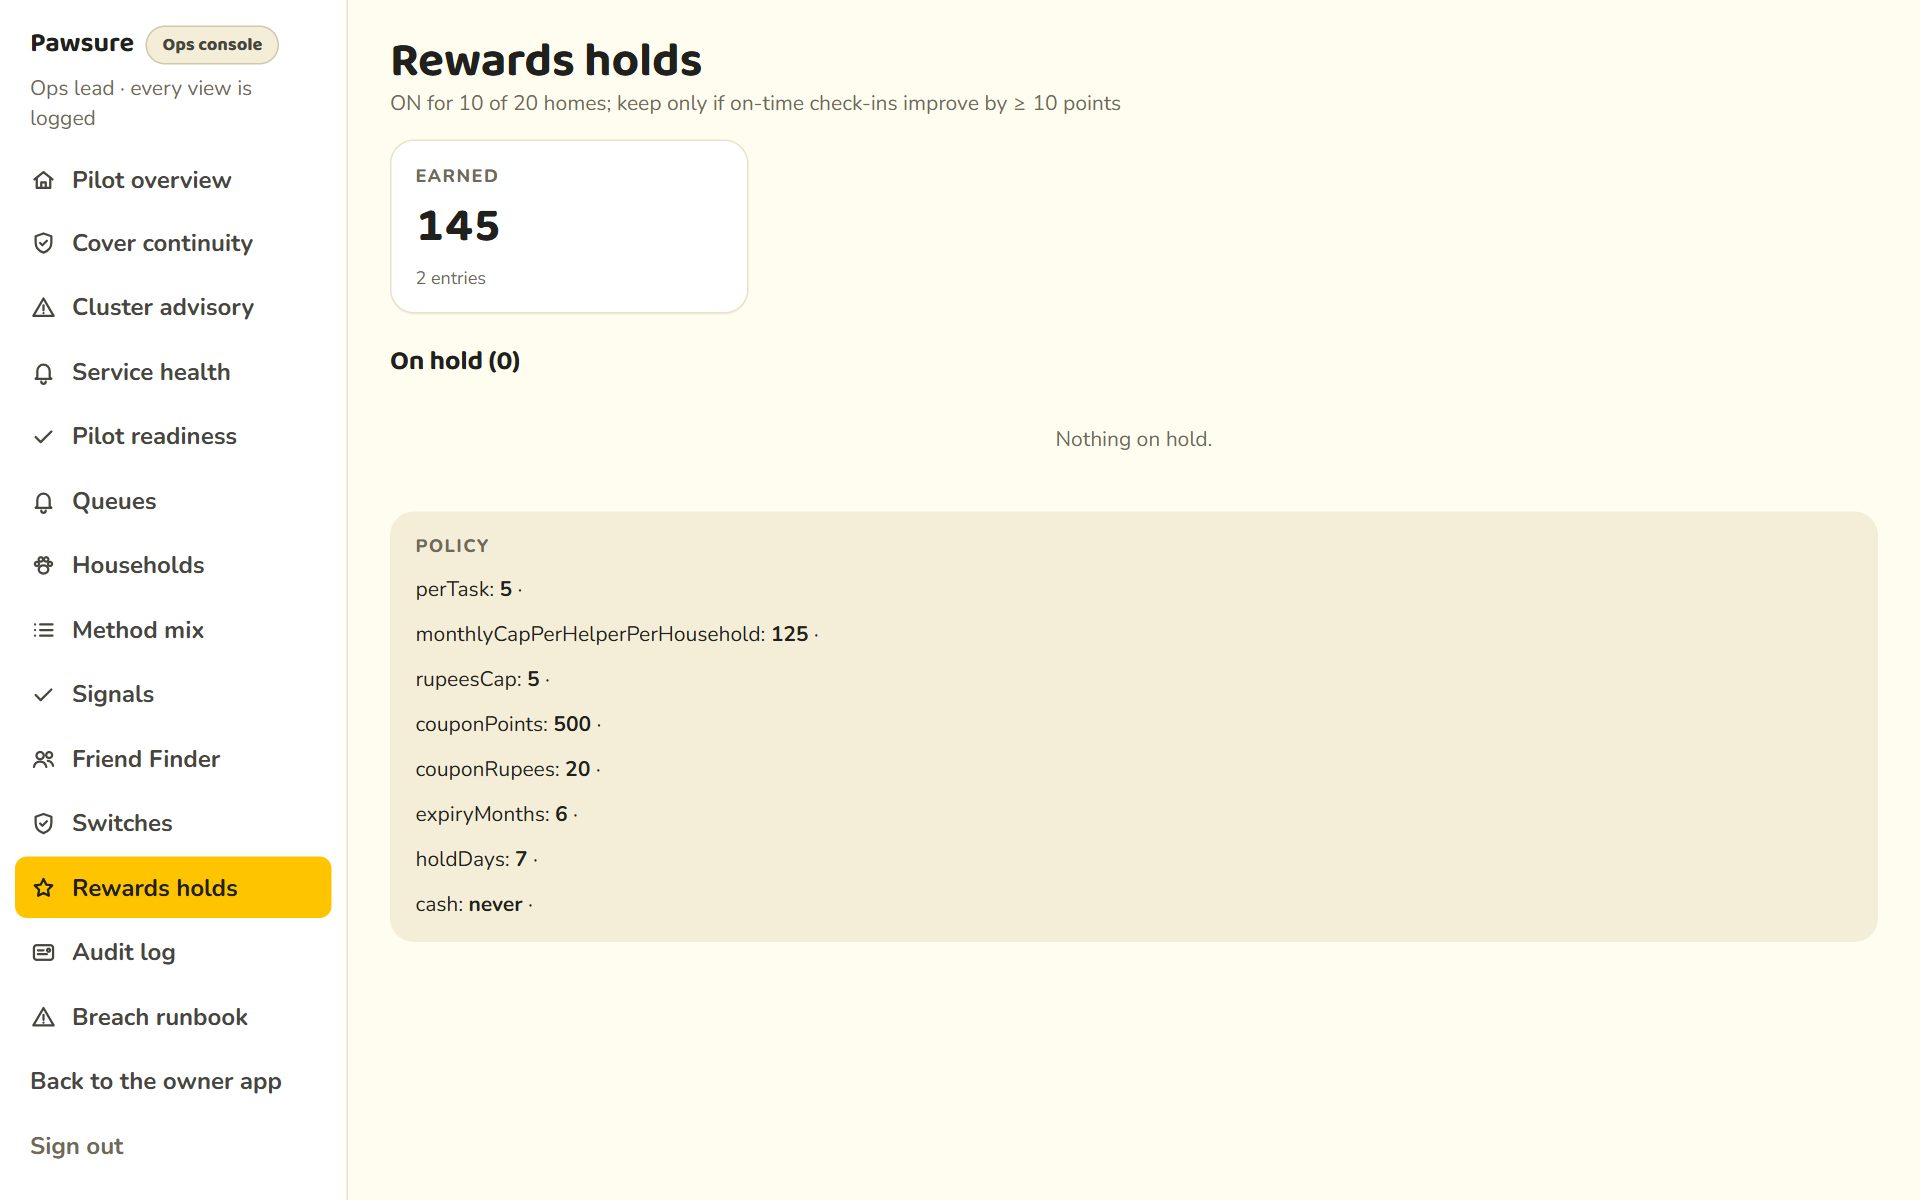 Pawsure
Ops console
Ops lead · every view is
logged
Pilot overview
Cover continuity
Cluster advisory
Service health
Pilot readiness
Queues
Households
Method mix
Signals
Friend Finder
Switches
Rewards holds
Audit log
Breach runbook
Back to the owner app
Sign out
Rewards holds
ON for 10 of 20 homes; keep only if on-time check-ins improve by ≥ 10 points
EARNED
145
2 entries
On hold (0)
Nothing on hold.
POLICY
perTask: 5 ·
monthlyCapPerHelperPerHousehold: 125 ·
rupeesCap: 5 ·
couponPoints: 500 ·
couponRupees: 20 ·
expiryMonths: 6 ·
holdDays: 7 ·
cash: never ·